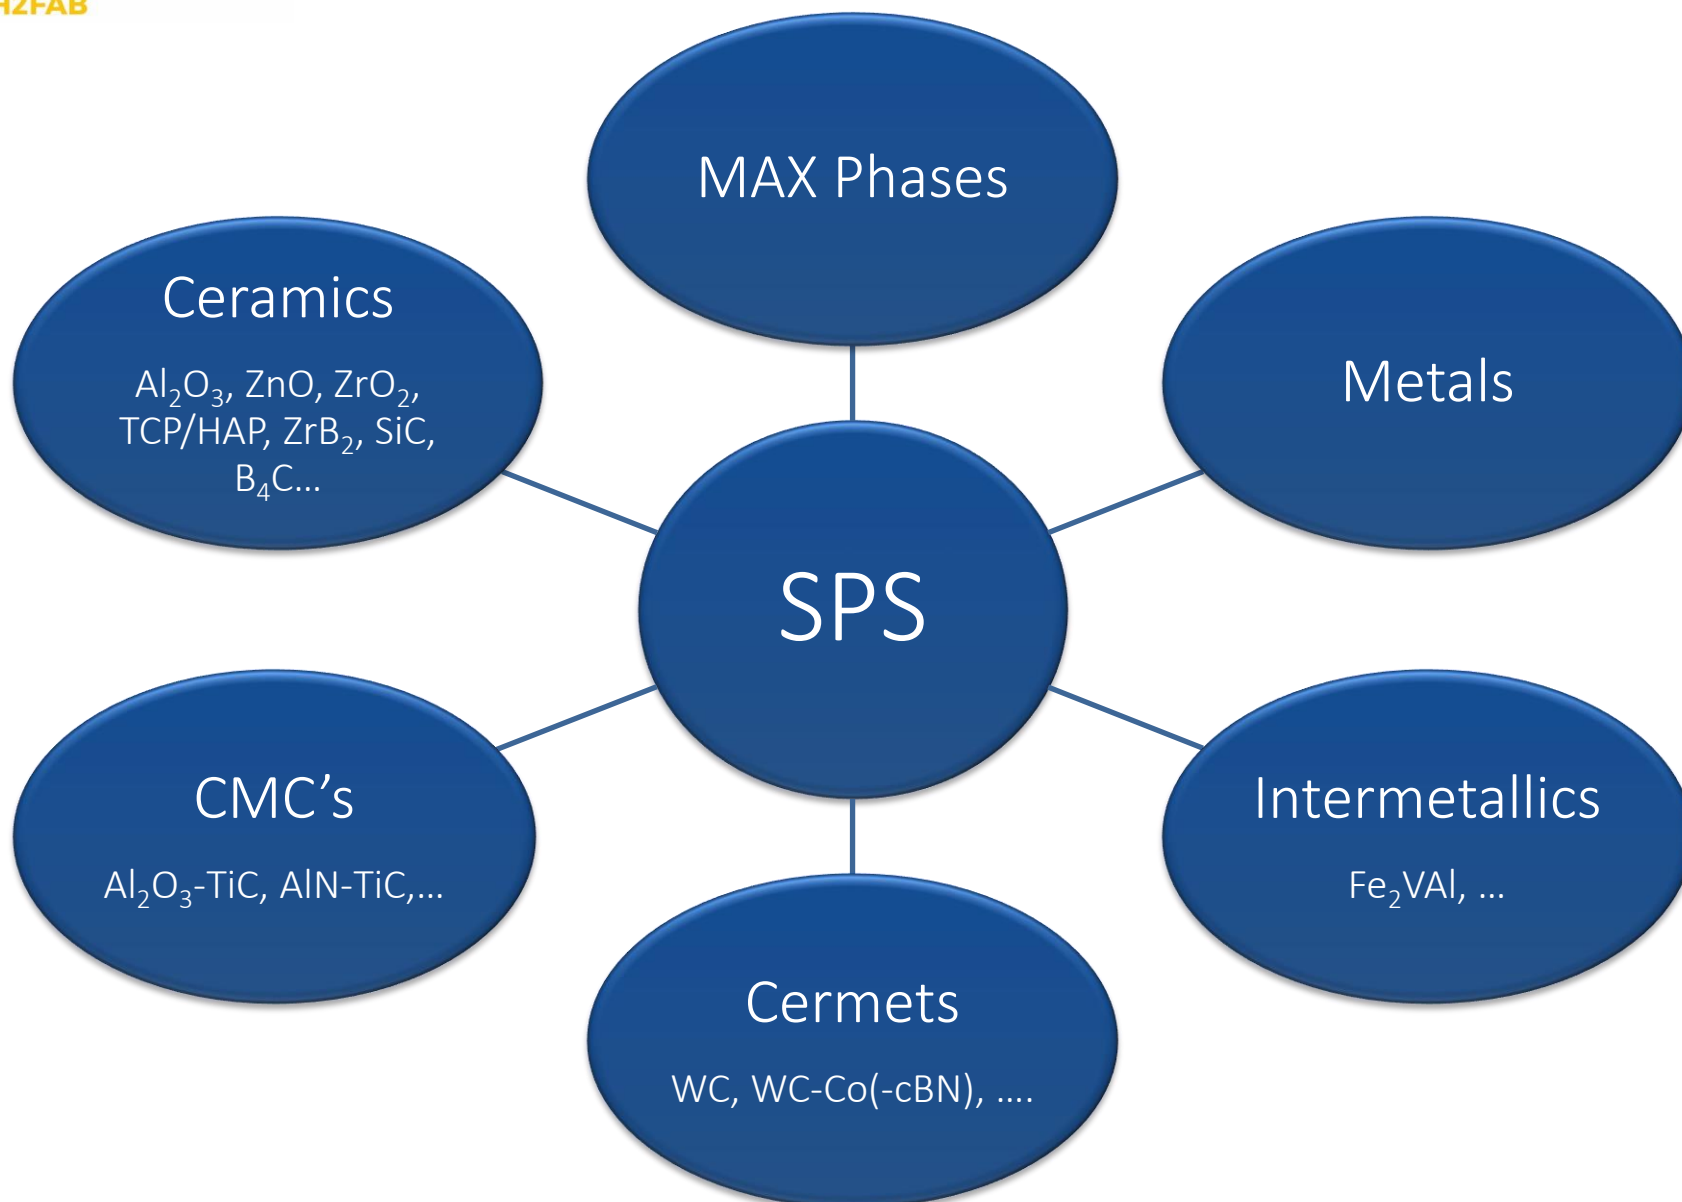 MAX Phases
Ceramics
Al₂O₃, ZnO, ZrO₂,
TCP/HAP, ZrB₂, SiC,
B₄C...
Metals
SPS
CMC’s
Al₂O₃-TiC, AlN-TiC,...
Intermetallics
Fe₂VAl, ...
Cermets
WC, WC-Co(-cBN), ....